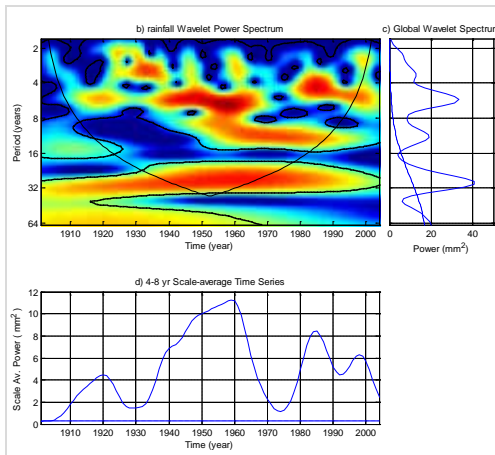 b) rainfall Wavelet Power Spectrum
c) Global Wavelet Spectrum
Period (years)
2
4
8
16
32
64
1910 1920 1930 1940 1950 1960 1970 1980 1990 2000
Time (year)
0 20 40
Power (mm²)
d) 4-8 yr Scale-average Time Series
Scale Av. Power (mm²)
12
10
8
6
4
2
0
1910 1920 1930 1940 1950 1960 1970 1980 1990 2000
Time (year)